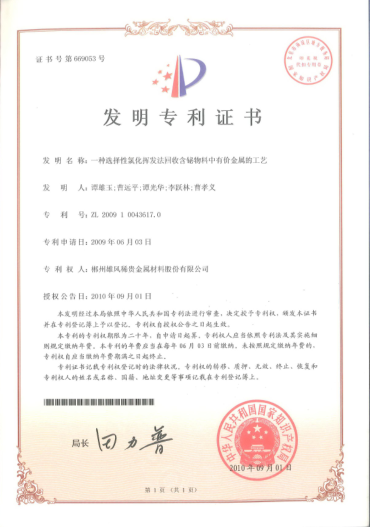 证书号第669053号
发明专利证书
发 明 名 称：一种选择性氯化挥发法回收含锑物料中有价金属的工艺
发 明 人：谭雄玉;曹远平;谭光华;李跃林;曹孝义
专 利 号：ZL 2009 1 0043617.0
专利申请日：2009年06月03日
专 利 权 人：郴州雄风稀贵金属材料股份有限公司
授权公告日：2010年09月01日
本发明经过本局依照中华人民共和国专利法进行审查，决定授予专利权，颁发本证书
并在专利登记簿上予以登记。专利权自授权公告之日起生效。
本专利的专利权期限为二十年，自申请日起算。专利权人应当依照专利法及其实施细
则规定缴纳年费。本专利的年费应当在每年06月03日前缴纳。未按照规定缴纳年费的，
专利权自应当缴纳年费期满之日起终止。
专利证书记载专利权登记时的法律状况。专利权的转移、质押、无效、终止、恢复和
专利权人的姓名或名称、国籍、地址变更等事项记载在专利登记簿上。
局长 田力普
中华人民共和国国家知识产权局
2010年09月01日
第1页（共1页）